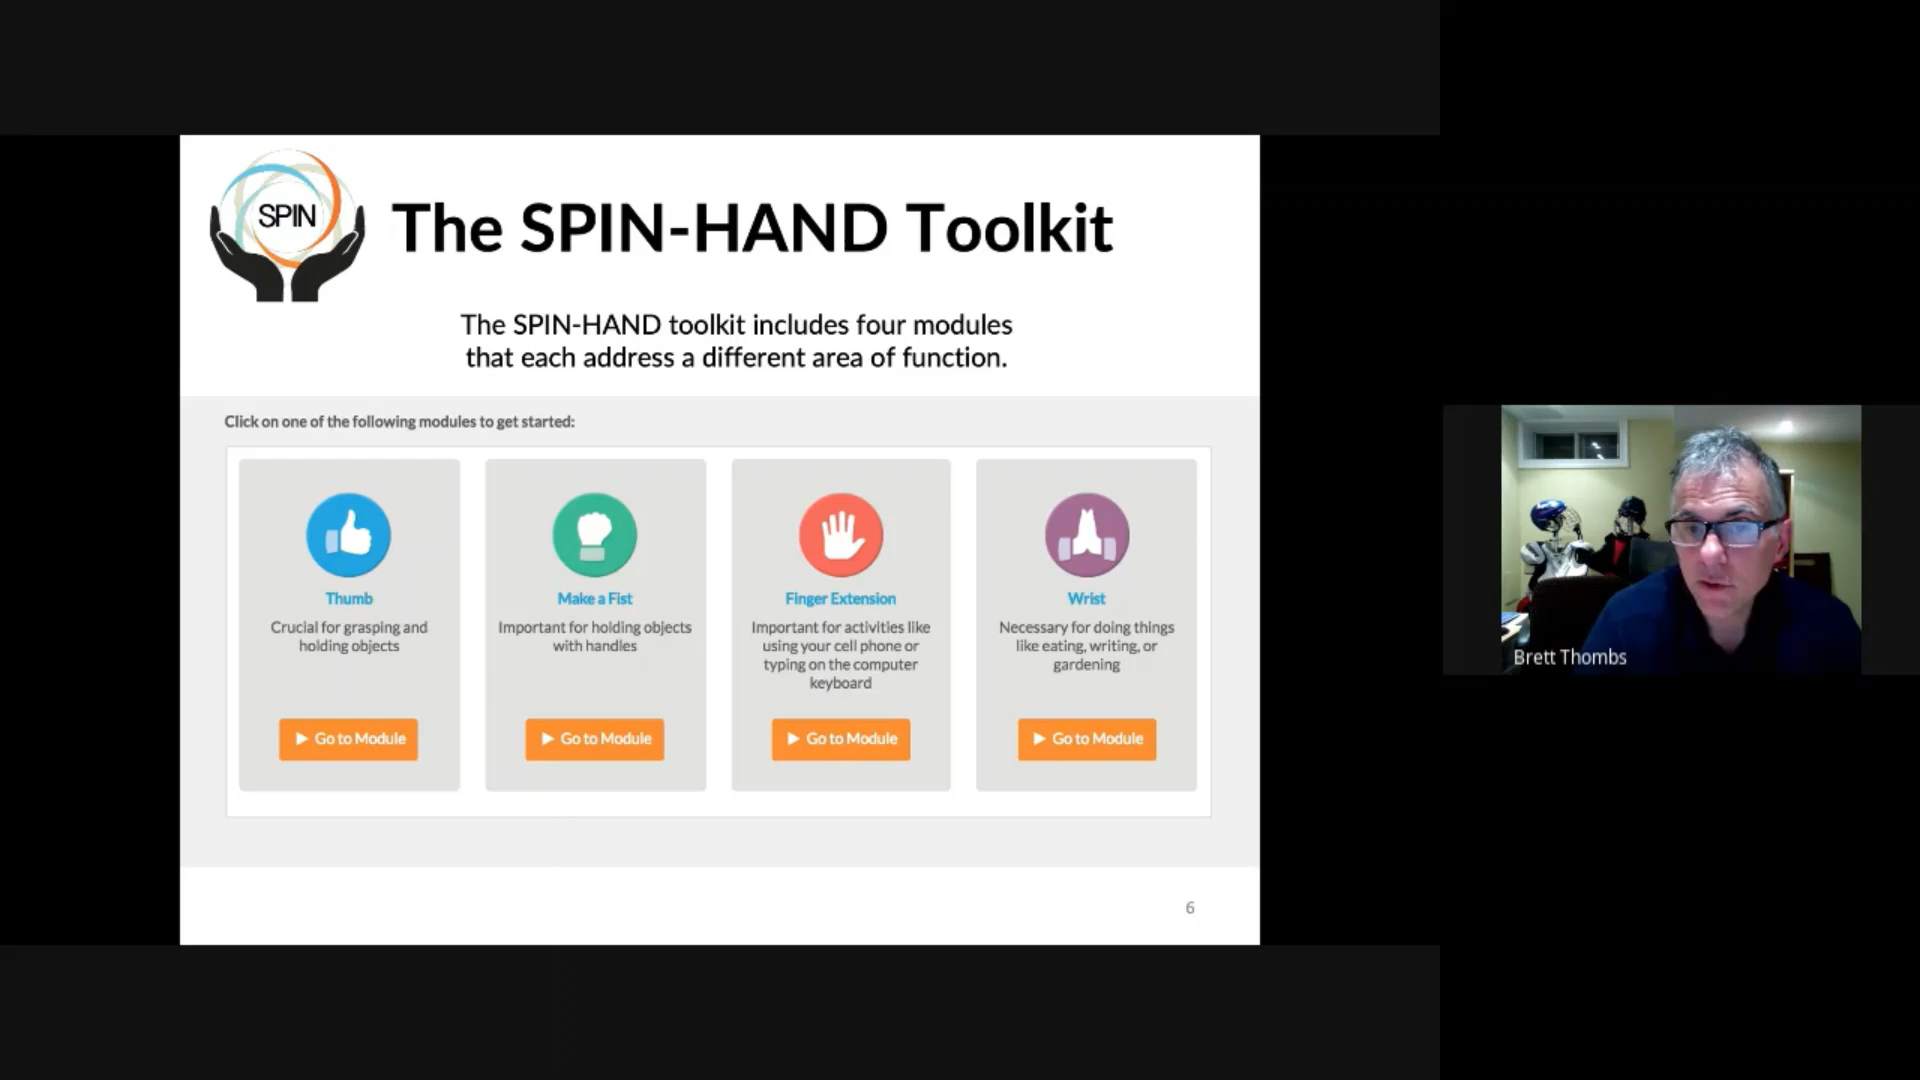 SPIN
The SPIN-HAND Toolkit
The SPIN-HAND toolkit includes four modules
that each address a different area of function.
Click on one of the following modules to get started:
Thumb
Crucial for grasping and
holding objects
Go to Module
Make a Fist
Important for holding objects
with handles
Go to Module
Finger Extension
Important for activities like
using your cell phone or
typing on the computer
keyboard
Go to Module
Wrist
Necessary for doing things
like eating, writing, or
gardening
Go to Module
6
Brett Thombs